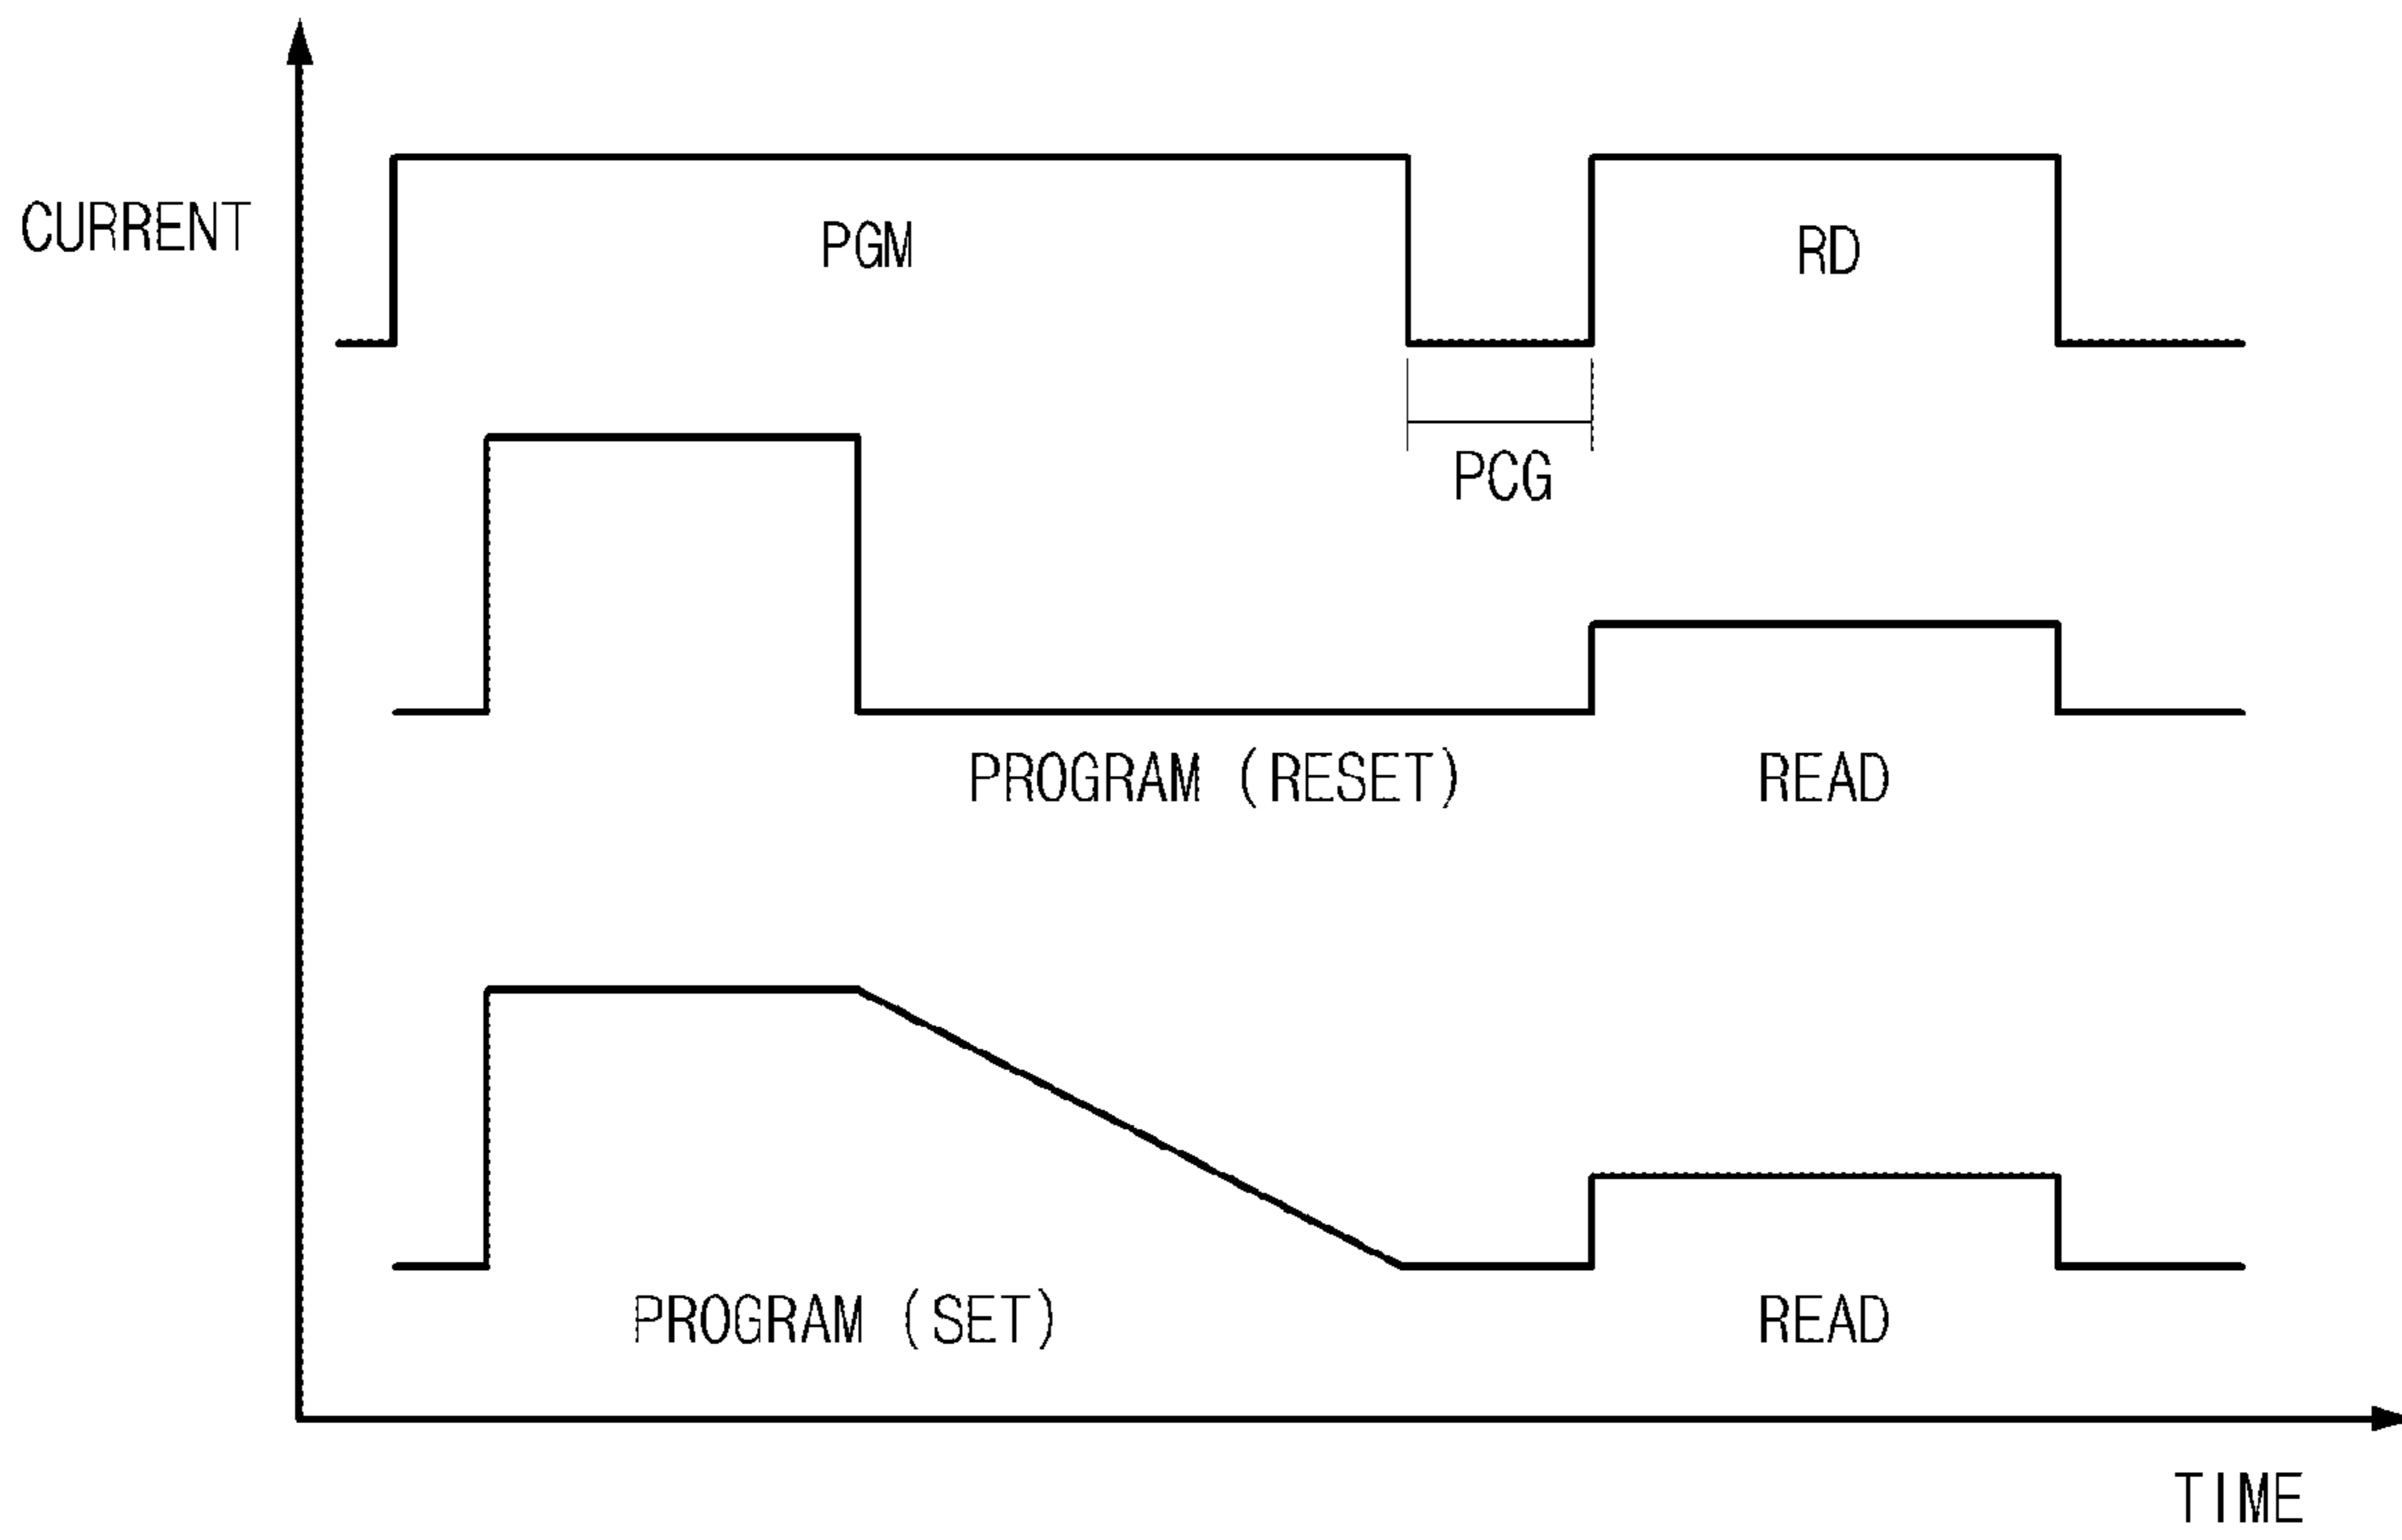 CURRENT
PGM
RD
PCG
PROGRAM (RESET)
READ
PROGRAM (SET)
READ
TIME